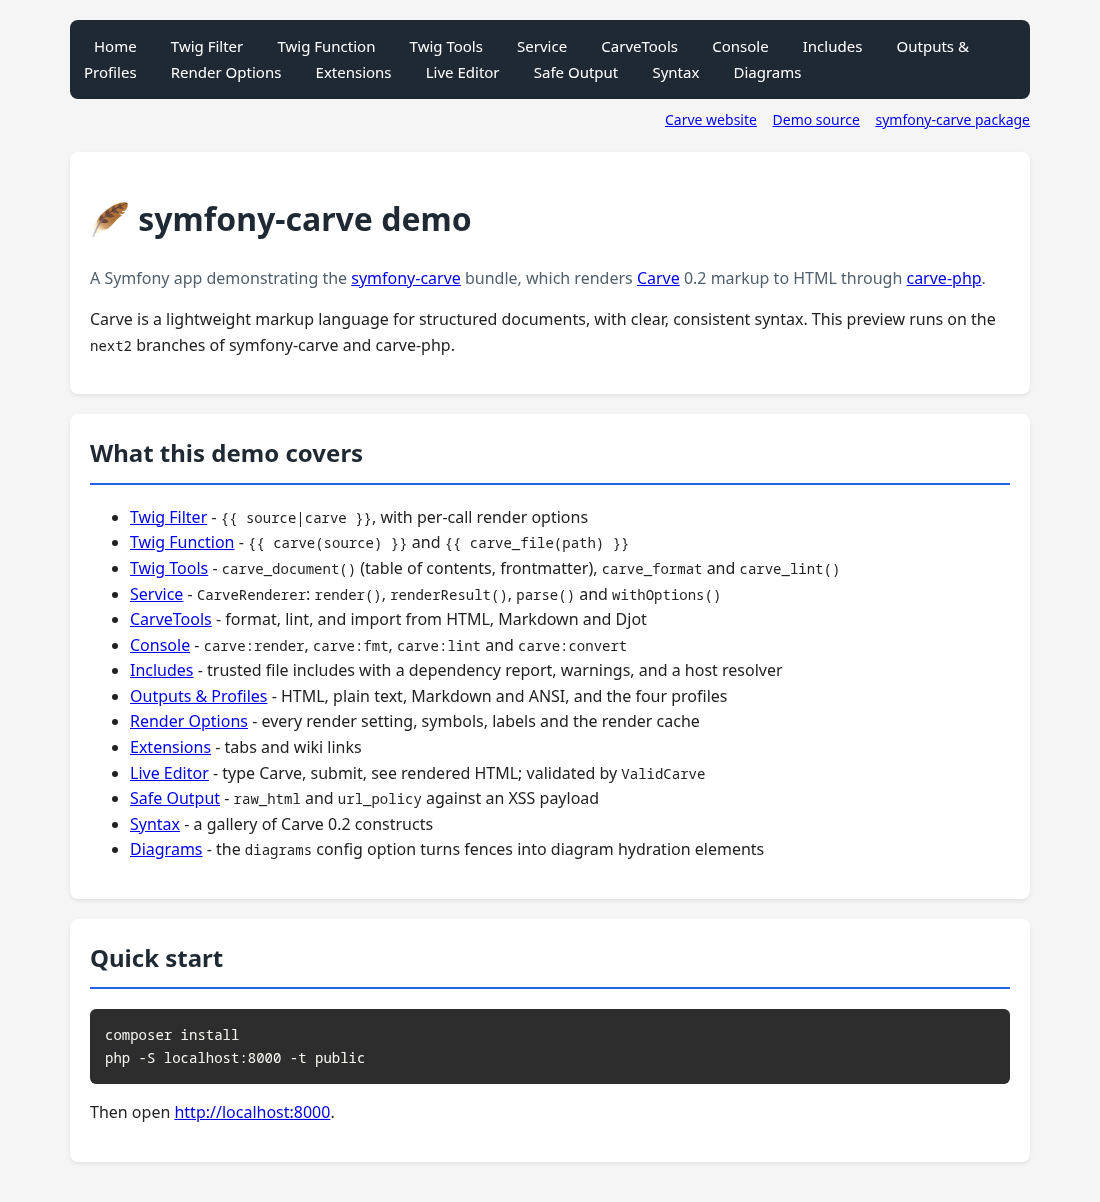 Home Twig Filter Twig Function Twig Tools Service CarveTools Console Includes Outputs &
Profiles Render Options Extensions Live Editor Safe Output Syntax Diagrams
Carve website Demo source symfony-carve package
symfony-carve demo
A Symfony app demonstrating the symfony-carve bundle, which renders Carve 0.2 markup to HTML through carve-php.
Carve is a lightweight markup language for structured documents, with clear, consistent syntax. This preview runs on the
next2 branches of symfony-carve and carve-php.
What this demo covers
• Twig Filter - {{ source|carve }}, with per-call render options
• Twig Function - {{ carve(source) }} and {{ carve_file(path) }}
• Twig Tools - carve_document() (table of contents, frontmatter), carve_format and carve_lint()
• Service - CarveRenderer: render(), renderResult(), parse() and withOptions()
• CarveTools - format, lint, and import from HTML, Markdown and Djot
• Console - carve:render, carve:fmt, carve:lint and carve:convert
• Includes - trusted file includes with a dependency report, warnings, and a host resolver
• Outputs & Profiles - HTML, plain text, Markdown and ANSI, and the four profiles
• Render Options - every render setting, symbols, labels and the render cache
• Extensions - tabs and wiki links
• Live Editor - type Carve, submit, see rendered HTML; validated by ValidCarve
• Safe Output - raw_html and url_policy against an XSS payload
• Syntax - a gallery of Carve 0.2 constructs
• Diagrams - the diagrams config option turns fences into diagram hydration elements
Quick start
composer install
php -S localhost:8000 -t public
Then open http://localhost:8000.